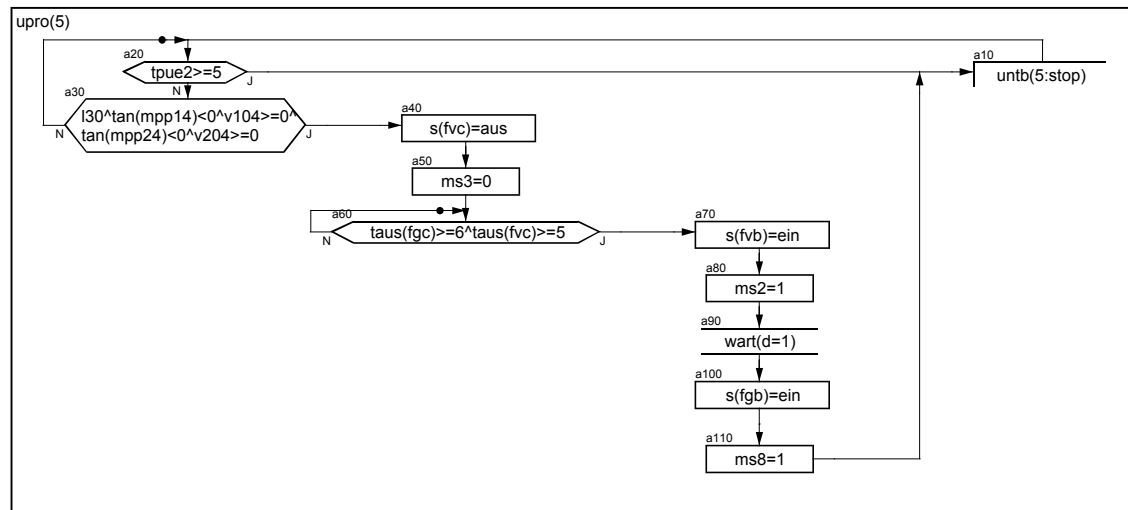 upro(5)
a20
tpue2>=5
J
N
a10
untb(5:stop)
a30
l30^tan(mpp14)<0^v104>=0^
tan(mpp24)<0^v204>=0
N
J
a40
s(fvc)=aus
a50
ms3=0
a60
taus(fgc)>=6^taus(fvc)>=5
N
J
a70
s(fvb)=ein
a80
ms2=1
a90
wart(d=1)
a100
s(fgb)=ein
a110
ms8=1